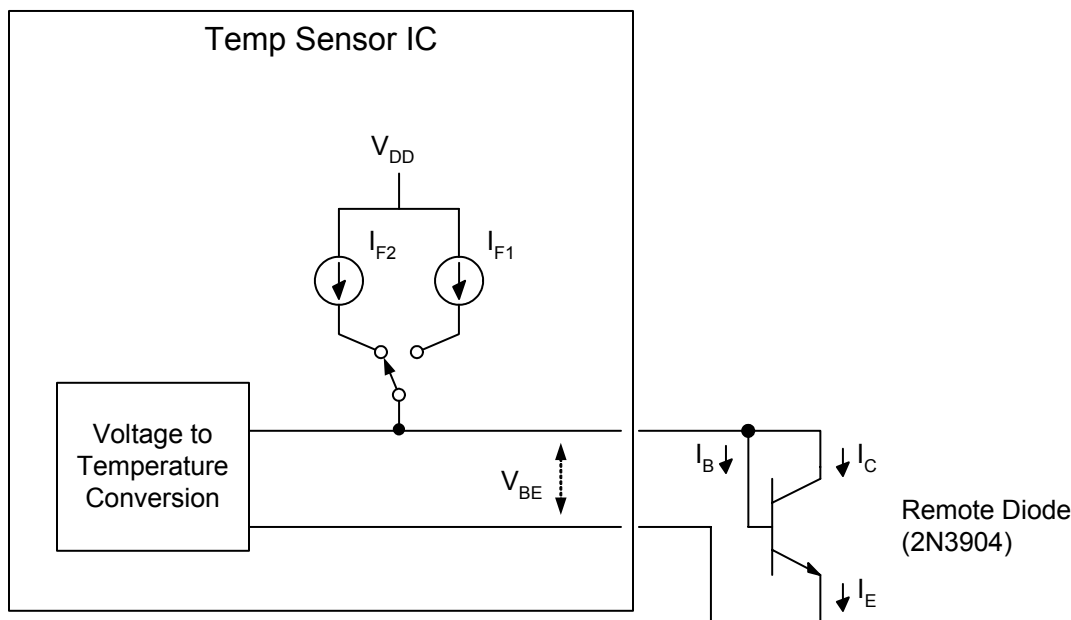 Temp Sensor IC
V_DD
I_F2
I_F1
Voltage to
Temperature
Conversion
V_BE
I_B
I_C
Remote Diode
(2N3904)
I_E